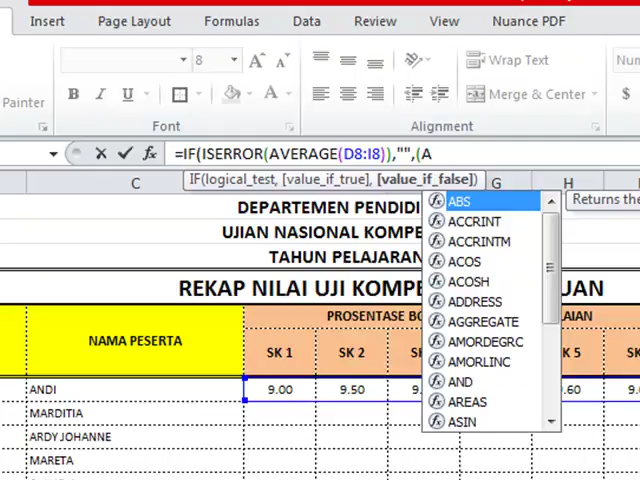 Insert Page Layout Formulas Data Review View Nuance PDF
8 A A Wrap Text
Painter B I U A Merge & Center $
Font Alignment
=IF(ISERROR(AVERAGE(D8:I8)),"",(A
IF(logical_test, [value_if_true], [value_if_false])
C G H
ABS Returns the
ACCRINT
ACCRINTM
ACOS
ACOSH
ADDRESS
AGGREGATE
AMORDEGRC
AMORLINC
AND
AREAS
ASIN
DEPARTEMEN PENDIDI
UJIAN NASIONAL KOMPE
TAHUN PELAJARAN
REKAP NILAI UJI KOMPE UAN
PROSENTASE BO LAIAN
NAMA PESERTA
SK 1 SK 2 K 5
ANDI 9.00 9.50 9. .60
MARDITIA
ARDY JOHANNE
MARETA